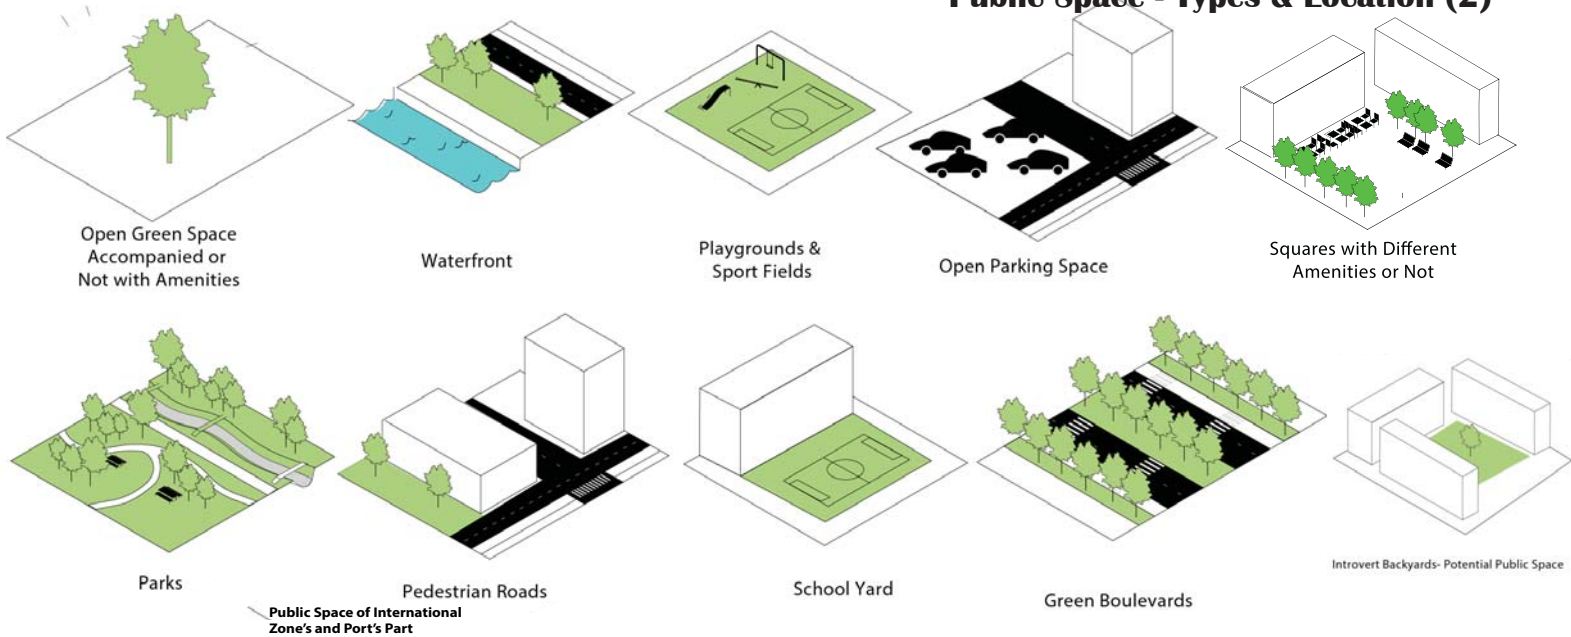 Public Space - Types & Location (2)
Open Green Space
Accompanied or
Not with Amenities
Waterfront
Playgrounds &
Sport Fields
Open Parking Space
Squares with Different
Amenities or Not
Parks
Pedestrian Roads
School Yard
Green Boulevards
Introvert Backyards- Potential Public Space
Public Space of International
Zone's and Port's Part